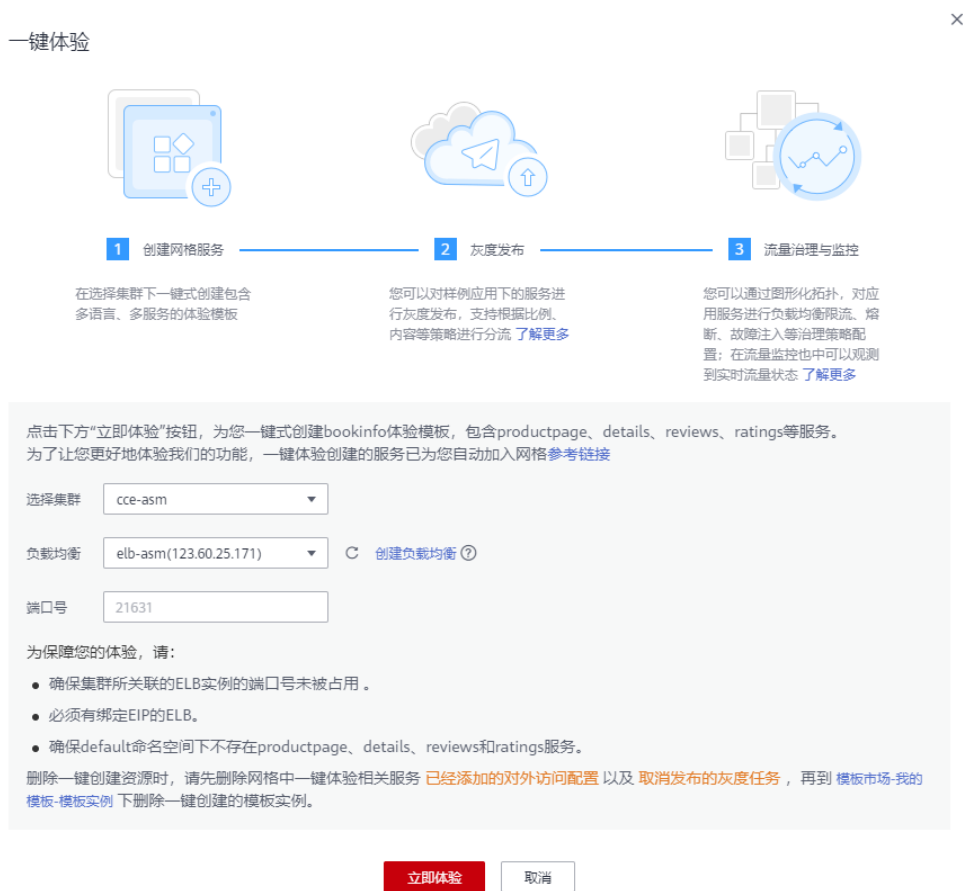 一键体验
1 创建网格服务
2 灰度发布
3 流量治理与监控
在选择集群下一键式创建包含
多语言、多服务的体验模板
您可以对样例应用下的服务进
行灰度发布，支持根据比例、
内容等策略进行分流 了解更多
您可以通过图形化拓扑，对应
用服务进行负载均衡限流、熔
断、故障注入等治理策略配
置；在流量监控也中可以观测
到实时流量状态 了解更多
点击下方“立即体验”按钮，为您一键式创建bookinfo体验模板，包含productpage、details、reviews、ratings等服务。
为了让您更好地体验我们的功能，一键体验创建的服务已为您自动加入网格参考链接
选择集群 cce-asm
负载均衡 elb-asm(123.60.25.171) 创建负载均衡
端口号 21631
为保障您的体验，请：
确保集群所关联的ELB实例的端口号未被占用 。
必须有绑定EIP的ELB。
确保default命名空间下不存在productpage、details、reviews和ratings服务。
删除一键创建资源时，请先删除网格中一键体验相关服务 已经添加的对外访问配置 以及 取消发布的灰度任务 ，再到 模板市场-我的
模板-模板实例 下删除一键创建的模板实例。
立即体验 取消